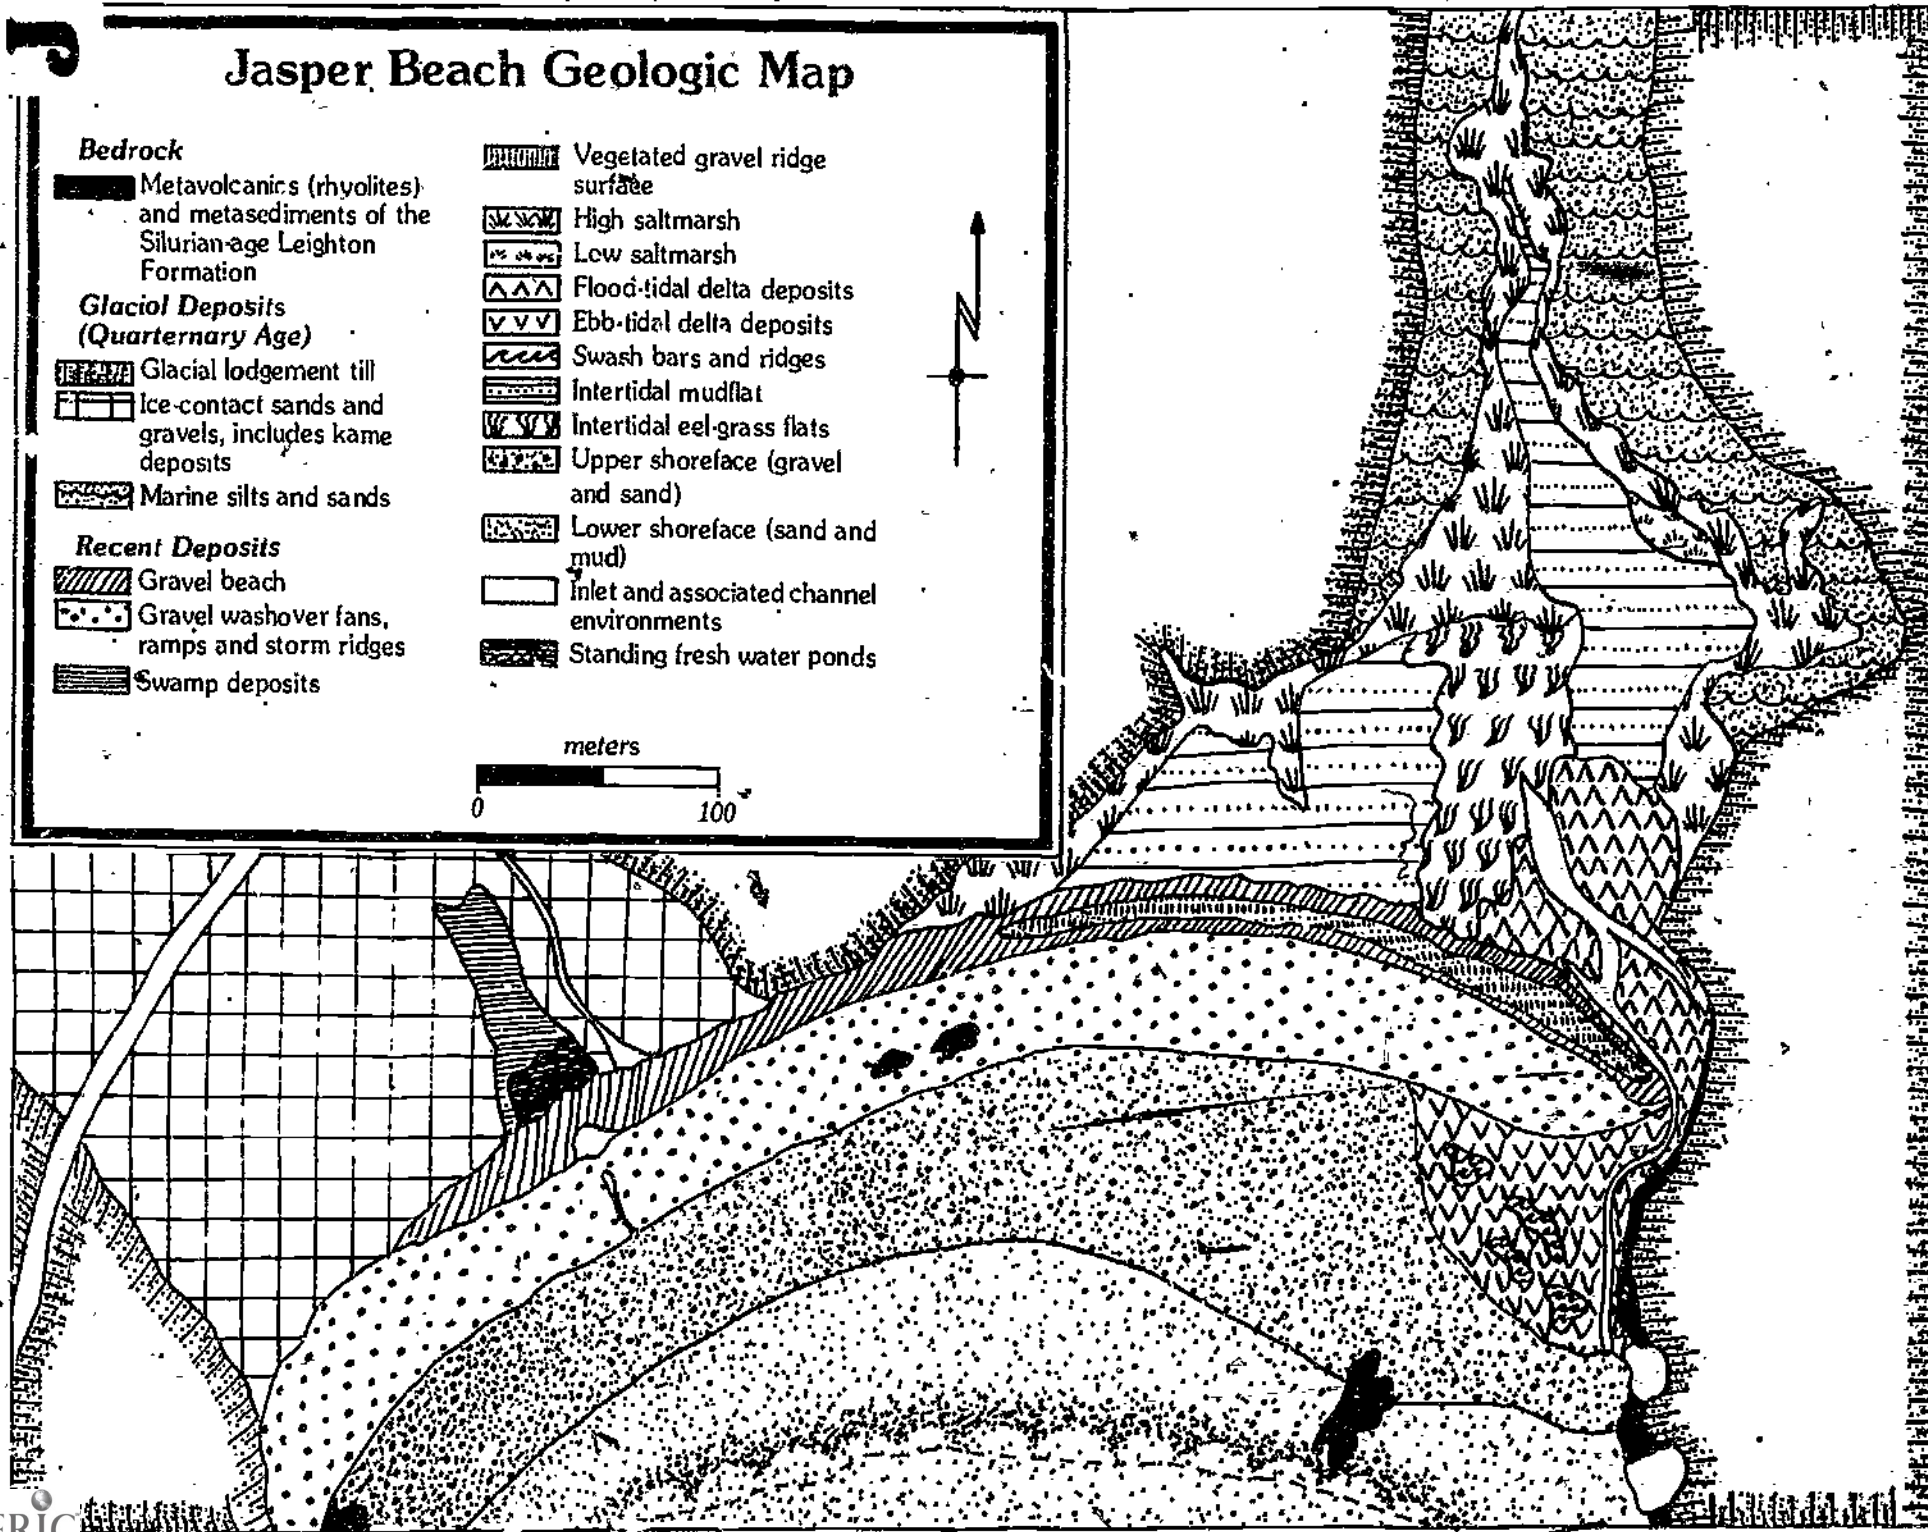 Jasper Beach Geologic Map
Bedrock
Metavolcanics (rhyolites)
and metasediments of the
Silurian-age Leighton
Formation
Glaciol Deposits
(Quarternary Age)
Glacial lodgement till
Ice-contact sands and
gravels, includes kame
deposits
Marine silts and sands
Recent Deposits
Gravel beach
Gravel washover fans,
ramps and storm ridges
Swamp deposits
Vegetated gravel ridge
surface
High saltmarsh
Low saltmarsh
Flood-tidal delta deposits
Ebb-tidal delta deposits
Swash bars and ridges
Intertidal mudflat
Intertidal eel-grass flats
Upper shoreface (gravel
and sand)
Lower shoreface (sand and
mud)
Inlet and associated channel
environments
Standing fresh water ponds
N
meters
0 100
ERIC